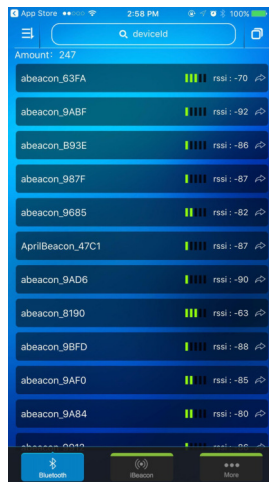 App Store 2:58 PM 100%
deviceId
Amount: 247
abeacon_63FA rssi : -70
abeacon_9ABF rssi : -92
abeacon_B93E rssi : -86
abeacon_987F rssi : -87
abeacon_9685 rssi : -82
AprilBeacon_47C1 rssi : -87
abeacon_9AD6 rssi : -90
abeacon_8190 rssi : -63
abeacon_9BFD rssi : -88
abeacon_9AF0 rssi : -85
abeacon_9A84 rssi : -80
Bluetooth iBeacon More